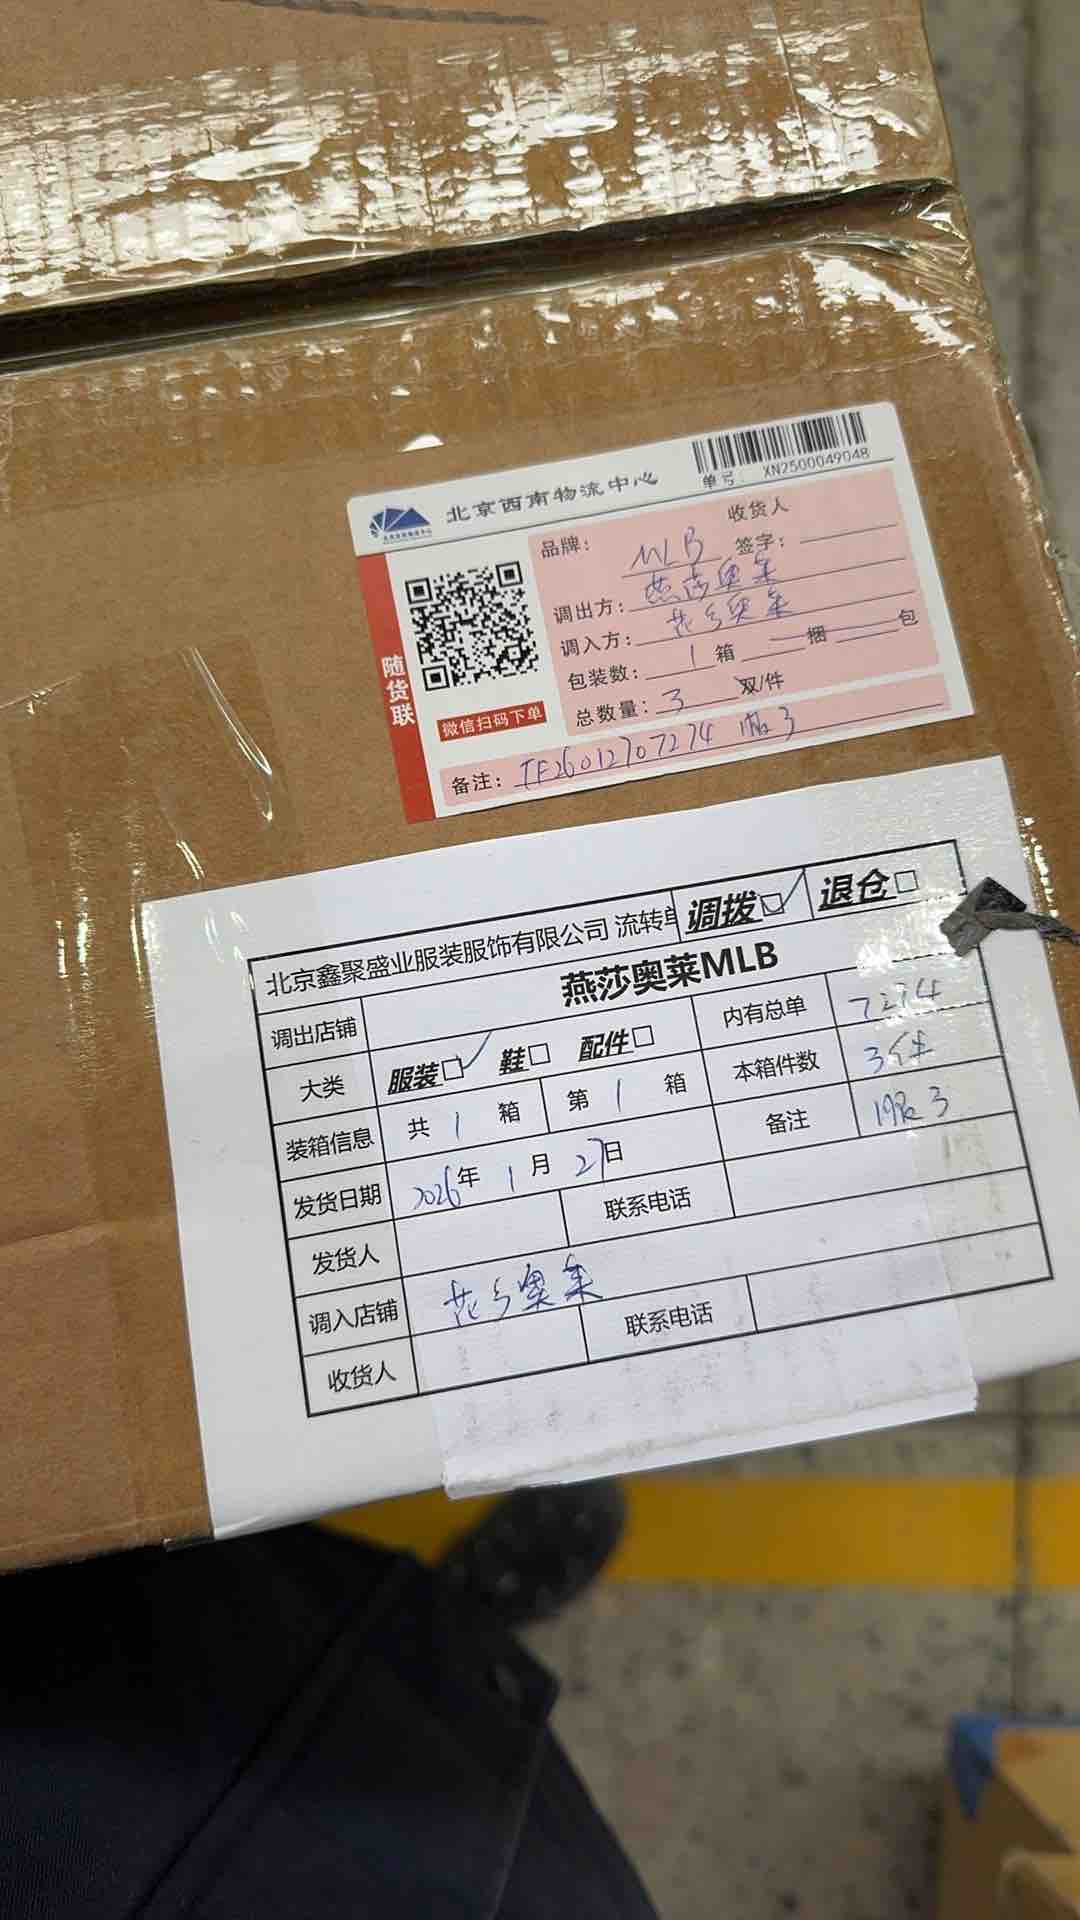 北京西南物流中心
单号： XN2500049048
品牌： MLB 收货人签字：
调出方： 燕莎奥莱
调入方： 花乡奥莱
包装数： 1 箱 捆 包
总数量： 3 双/件
随货联
微信扫码下单
备注： TF26012707274 服3
北京鑫聚盛业服装服饰有限公司 流转单 调拨☑ 退仓□
调出店铺 燕莎奥莱MLB
大类 服装☑ 鞋□ 配件□ 内有总单 7274
装箱信息 共 1 箱 第 1 箱 本箱件数 3件
发货日期 2026年 1 月 27日 备注 服3
发货人 联系电话
调入店铺 花乡奥莱
收货人 联系电话